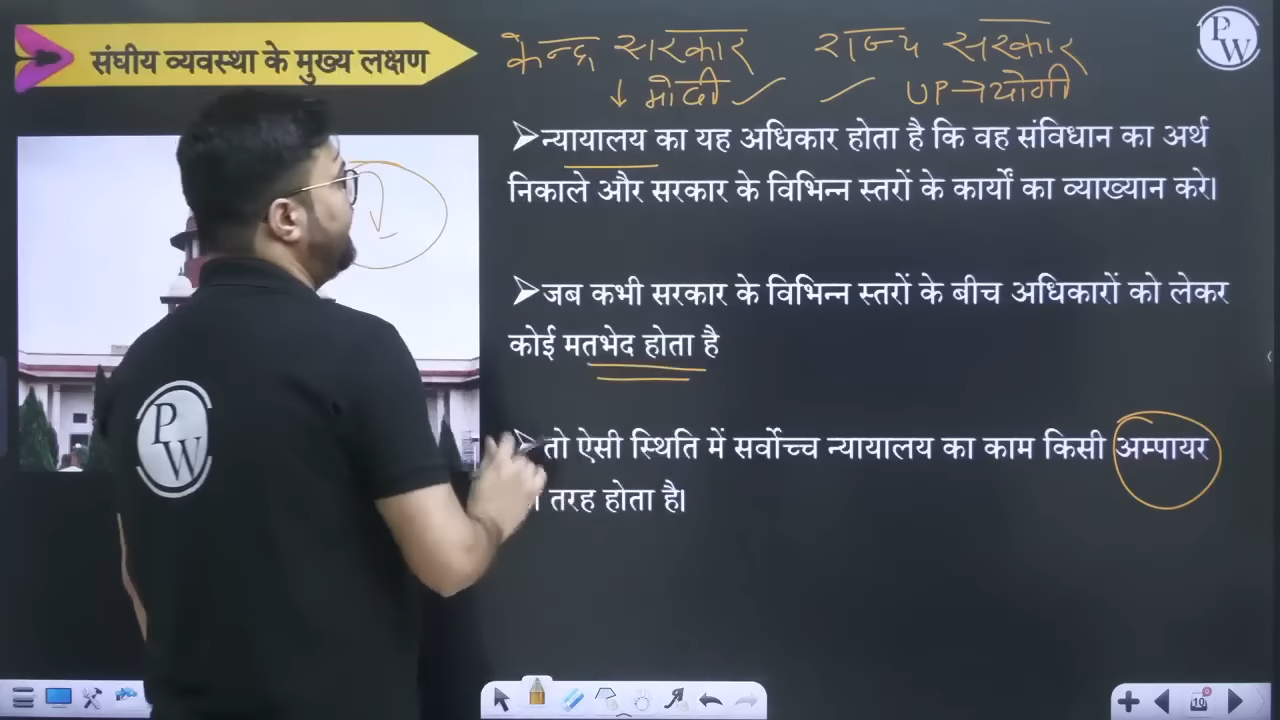 संघीय व्यवस्था के मुख्य लक्षण
केन्द्र सरकार राज्य सरकार
↓ मोदी ✓ ✓ UP→योगी
PW
➤न्यायालय का यह अधिकार होता है कि वह संविधान का अर्थ
निकाले और सरकार के विभिन्न स्तरों के कार्यों का व्याख्यान करे।
➤जब कभी सरकार के विभिन्न स्तरों के बीच अधिकारों को लेकर
कोई मतभेद होता है
➤तो ऐसी स्थिति में सर्वोच्च न्यायालय का काम किसी अम्पायर
तरह होता है।
PW
10